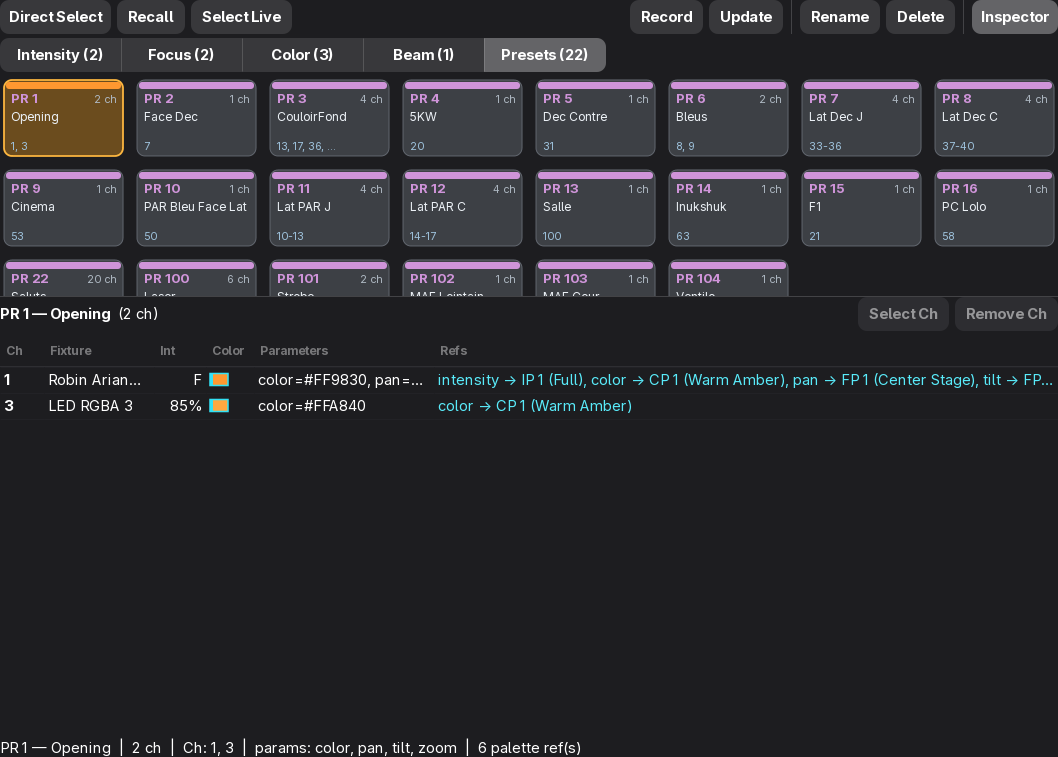 Direct Select Recall Select Live Record Update Rename Delete Inspector
Intensity (2) Focus (2) Color (3) Beam (1) Presets (22)
PR 1 2 ch PR 2 1 ch PR 3 4 ch PR 4 1 ch PR 5 1 ch PR 6 2 ch PR 7 4 ch PR 8 4 ch
Opening Face Dec CouloirFond 5KW Dec Contre Bleus Lat Dec J Lat Dec C
1, 3 7 13, 17, 36, ... 20 31 8, 9 33-36 37-40
PR 9 1 ch PR 10 1 ch PR 11 4 ch PR 12 4 ch PR 13 1 ch PR 14 1 ch PR 15 1 ch PR 16 1 ch
Cinema PAR Bleu Face Lat Lat PAR J Lat PAR C Salle Inukshuk F1 PC Lolo
53 50 10-13 14-17 100 63 21 58
PR 22 20 ch PR 100 6 ch PR 101 2 ch PR 102 1 ch PR 103 1 ch PR 104 1 ch
PR 1 — Opening (2 ch) Select Ch Remove Ch
Ch Fixture Int Color Parameters Refs
1 Robin Arian... F color=#FF9830, pan=... intensity → IP 1 (Full), color → CP 1 (Warm Amber), pan → FP 1 (Center Stage), tilt → FP...
3 LED RGBA 3 85% color=#FFA840 color → CP 1 (Warm Amber)
PR 1 — Opening | 2 ch | Ch: 1, 3 | params: color, pan, tilt, zoom | 6 palette ref(s)